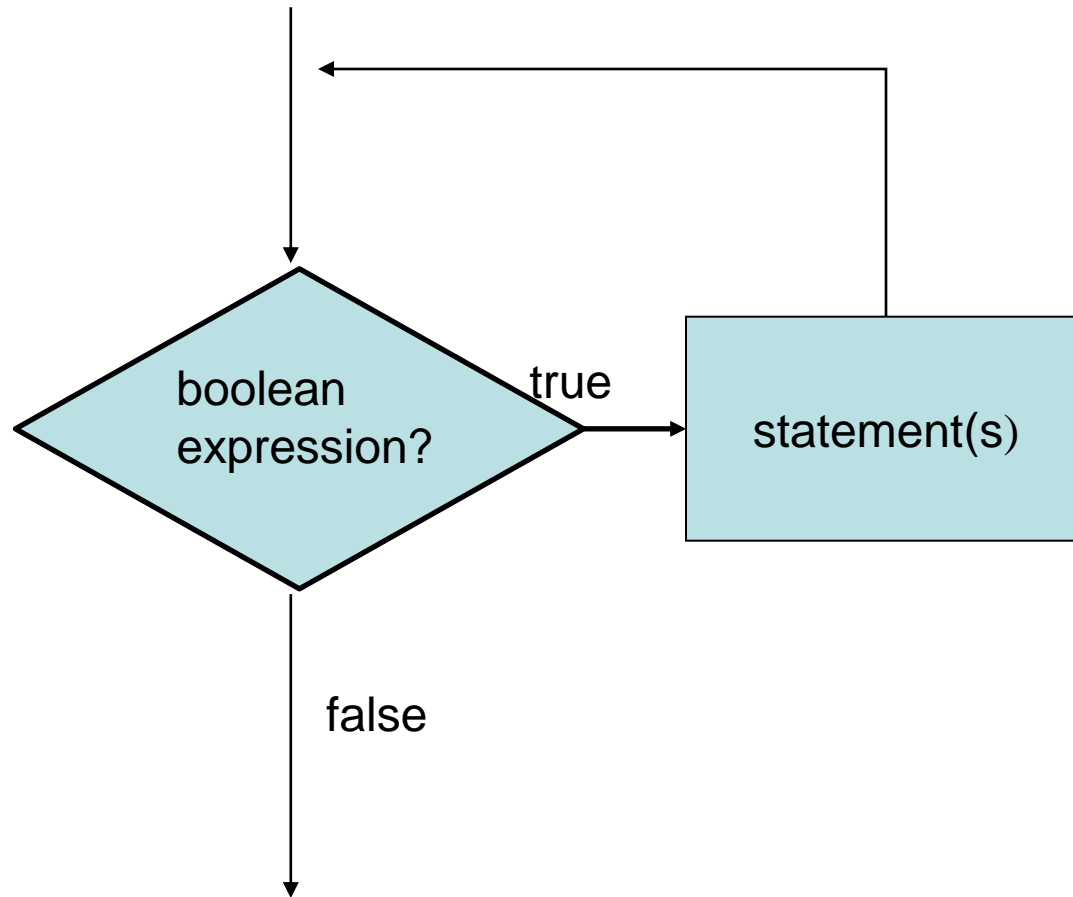 boolean
expression?
true
statement(s)
false